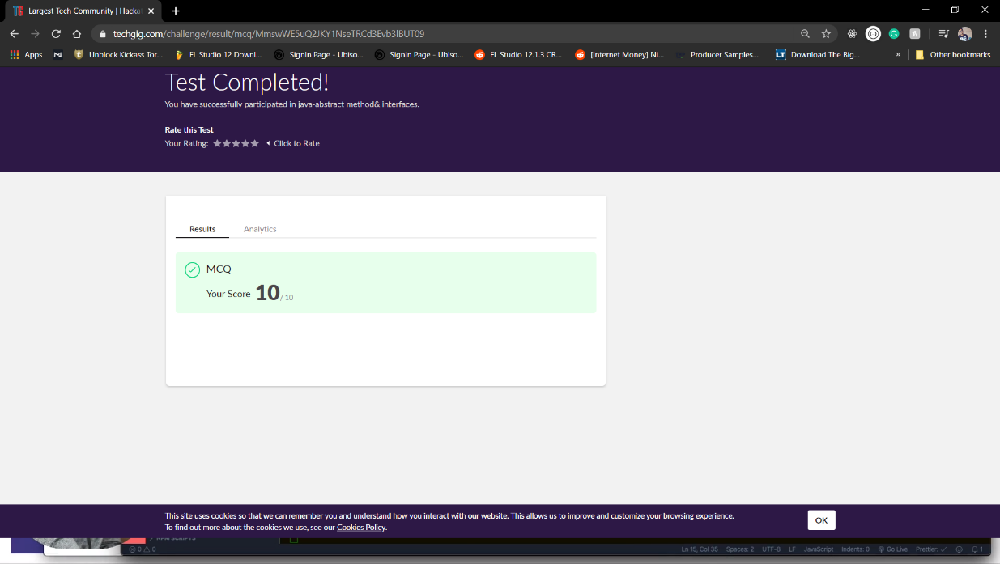 Largest Tech Community | Hacka
techgig.com/challenge/result/mcq/MmswWE5uQ2JKY1NseTRCd3Evb3lBUT09
Apps Unblock Kickass Tor... FL Studio 12 Downl... SignIn Page - Ubiso... SignIn Page - Ubiso... FL Studio 12.1.3 CR... [Internet Money] Ni... Producer Samples... LT Download The Big... » Other bookmarks
Test Completed!
You have successfully participated in java-abstract method& interfaces.
Rate this Test
Your Rating: Click to Rate
Results Analytics
MCQ
Your Score 10 / 10
This site uses cookies so that we can remember you and understand how you interact with our website. This allows us to improve and customize your browsing experience.
To find out more about the cookies we use, see our Cookies Policy.
OK
0 0 Ln 15, Col 35 Spaces: 2 UTF-8 LF JavaScript Indents: 0 Go Live Prettier: ✓ 1